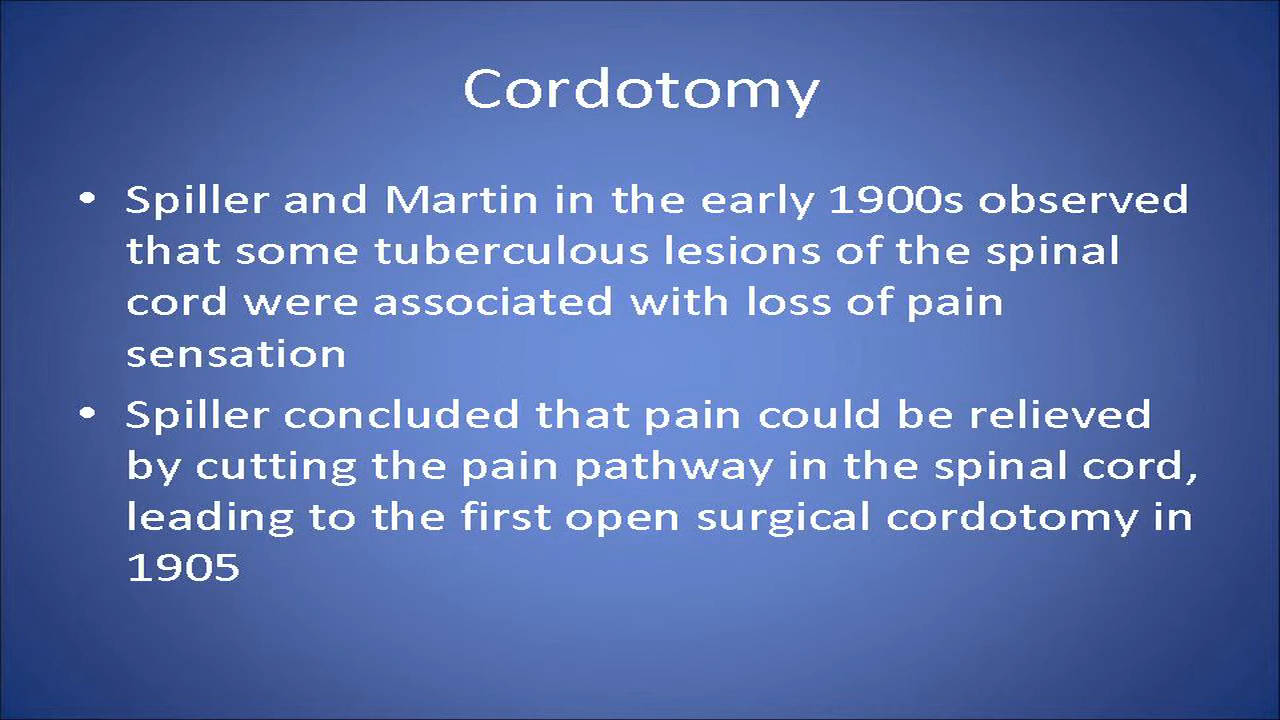 Cordotomy
• Spiller and Martin in the early 1900s observed
that some tuberculous lesions of the spinal
cord were associated with loss of pain
sensation
• Spiller concluded that pain could be relieved
by cutting the pain pathway in the spinal cord,
leading to the first open surgical cordotomy in
1905